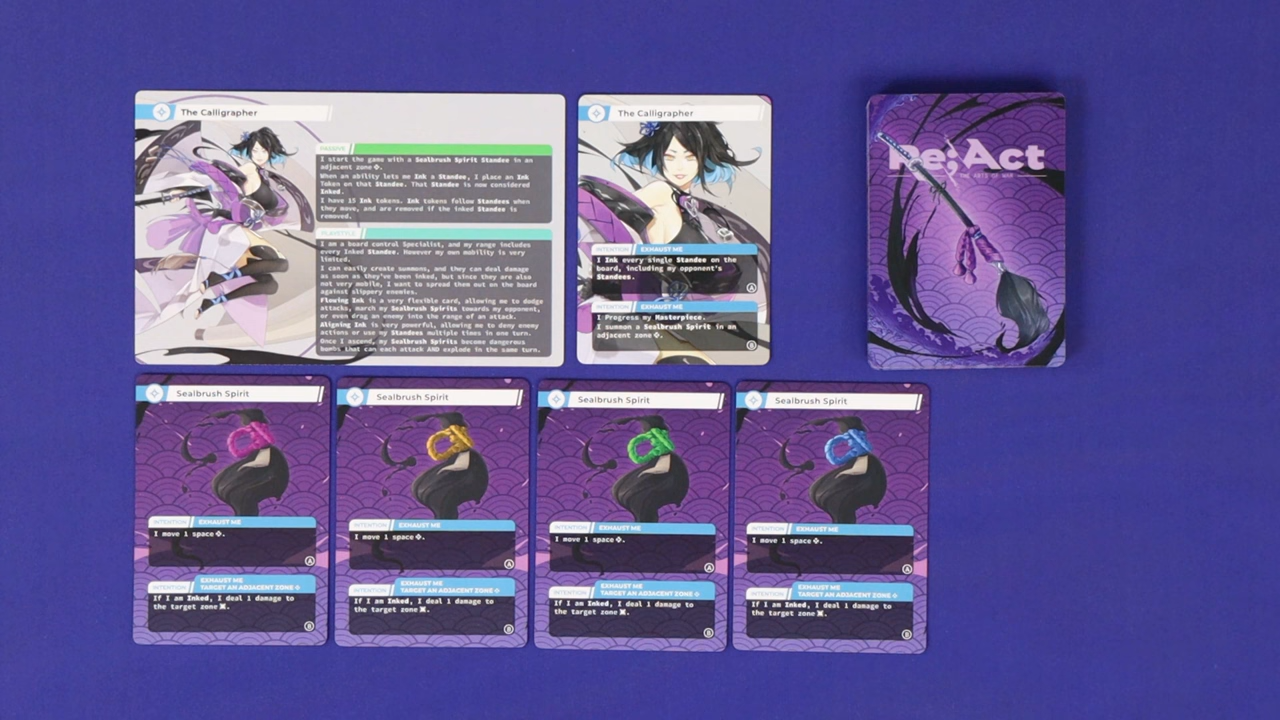 The Calligrapher
PASSIVE
I start the game with a Sealbrush Spirit Standee in an
adjacent zone.
When an ability lets me Ink a Standee, I place an Ink
Token on that Standee. That Standee is now considered
Inked.
I have 15 Ink tokens. Ink tokens follow Standees when
they move, and are removed if the inked Standee is
removed.
PLAYSTYLE
I am a board control Specialist, and my range includes
every Inked Standee. However my own mobility is very
limited.
I can easily create summons, and they can deal damage
as soon as they've been inked, but since they are also
not very mobile, I want to spread them out on the board
against slippery enemies.
Flowing Ink is a very flexible card, allowing me to dodge
attacks, march my Sealbrush Spirits towards my opponent,
or even drag an enemy into the range of an attack.
Aligning Ink is very powerful, allowing me to deny enemy
actions or use my Standees multiple times in one turn.
Once I ascend, my Sealbrush Spirits become dangerous
bombs that can each attack AND explode in the same turn.
The Calligrapher
INTENTION EXHAUST ME
I Ink every single Standee on the
board, including my opponent's
Standees.
A
INTENTION EXHAUST ME
I Progress my Masterpiece.
I summon a Sealbrush Spirit in an
adjacent zone.
B
Re;Act
THE ARTS OF WAR
Sealbrush Spirit
INTENTION EXHAUST ME
I move 1 space.
A
INTENTION EXHAUST ME
TARGET AN ADJACENT ZONE
If I am Inked, I deal 1 damage to
the target zone.
B
Sealbrush Spirit
INTENTION EXHAUST ME
I move 1 space.
A
INTENTION EXHAUST ME
TARGET AN ADJACENT ZONE
If I am Inked, I deal 1 damage to
the target zone.
B
Sealbrush Spirit
INTENTION EXHAUST ME
I move 1 space.
A
INTENTION EXHAUST ME
TARGET AN ADJACENT ZONE
If I am Inked, I deal 1 damage to
the target zone.
B
Sealbrush Spirit
INTENTION EXHAUST ME
I move 1 space.
A
INTENTION EXHAUST ME
TARGET AN ADJACENT ZONE
If I am Inked, I deal 1 damage to
the target zone.
B